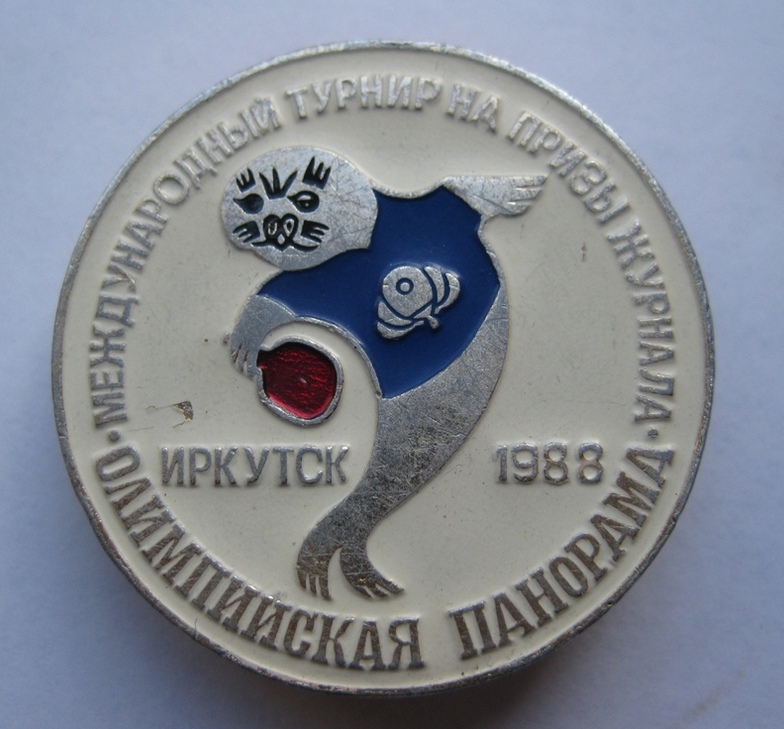 МЕЖДУНАРОДНЫЙ ТУРНИР НА ПРИЗЫ ЖУРНАЛА
ИРКУТСК 1988
ОЛИМПИЙСКАЯ ПАНОРАМА